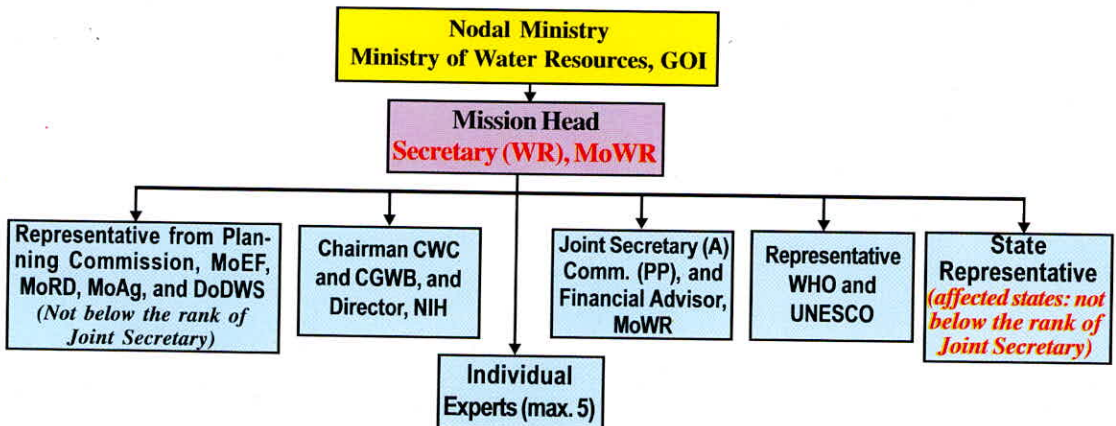 Nodal Ministry
Ministry of Water Resources, GOI
Mission Head
Secretary (WR), MoWR
Representative from Plan-
ning Commission, MoEF,
MoRD, MoAg, and DoDWS
(Not below the rank of
Joint Secretary)
Chairman CWC
and CGWB, and
Director, NIH
Joint Secretary (A)
Comm. (PP), and
Financial Advisor,
MoWR
Representative
WHO and
UNESCO
State
Representative
(affected states: not
below the rank of
Joint Secretary)
Individual
Experts (max. 5)